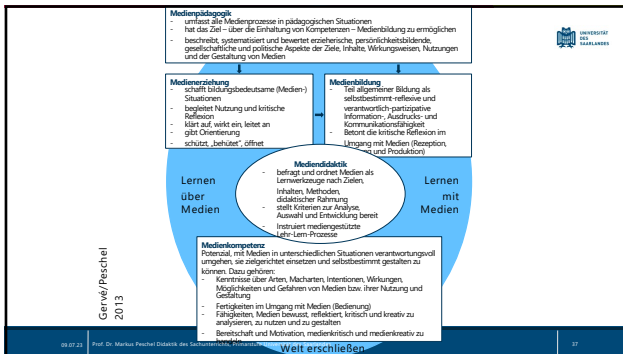 Medienpädagogik
- umfasst alle Medienprozesse in pädagogischen Situationen
- hat das Ziel – über die Einhaltung von Kompetenzen – Medienbildung zu ermöglichen
- beschreibt, systematisiert und bewertet erzieherische, persönlichkeitsbildende,
gesellschaftliche und politische Aspekte der Ziele, Inhalte, Wirkungsweisen, Nutzungen
und der Gestaltung von Medien
UNIVERSITÄT
DES
SAARLANDES
Medienerziehung
- schafft bildungsbedeutsame (Medien-)
Situationen
- begleitet Nutzung und kritische
Reflexion
- klärt auf, wirkt ein, leitet an
- gibt Orientierung
- schützt, „behütet", öffnet
Medienbildung
- Teil allgemeiner Bildung als
selbstbestimmt-reflexive und
verantwortlich-partizipative
Information-, Ausdrucks- und
Kommunikationsfähigkeit
- Betont die kritische Reflexion im
Umgang mit Medien (Rezeption,
und Produktion)
Mediendidaktik
- befragt und ordnet Medien als
Lernwerkzeuge nach Zielen,
Inhalten, Methoden,
didaktischer Rahmung
- stellt Kriterien zur Analyse,
Auswahl und Entwicklung bereit
- Instruiert mediengestützte
Lehr-Lern-Prozesse
Lernen
über
Medien
Lernen
mit
Medien
Medienkompetenz
Potenzial, mit Medien in unterschiedlichen Situationen verantwortungsvoll
umgehen, sie zielgerichtet einsetzen und selbstbestimmt gestalten zu
können. Dazu gehören:
- Kenntnisse über Arten, Macharten, Intentionen, Wirkungen,
Möglichkeiten und Gefahren von Medien bzw. ihrer Nutzung und
Gestaltung
- Fertigkeiten im Umgang mit Medien (Bedienung)
- Fähigkeiten, Medien bewusst, reflektiert, kritisch und kreativ zu
analysieren, zu nutzen und zu gestalten
- Bereitschaft und Motivation, medienkritisch und medienkreativ zu
Gervé/Peschel
2013
09.07.23 Prof. Dr. Markus Peschel Didaktik des Sachunterrichts, Primarstufe
Welt erschließen
37